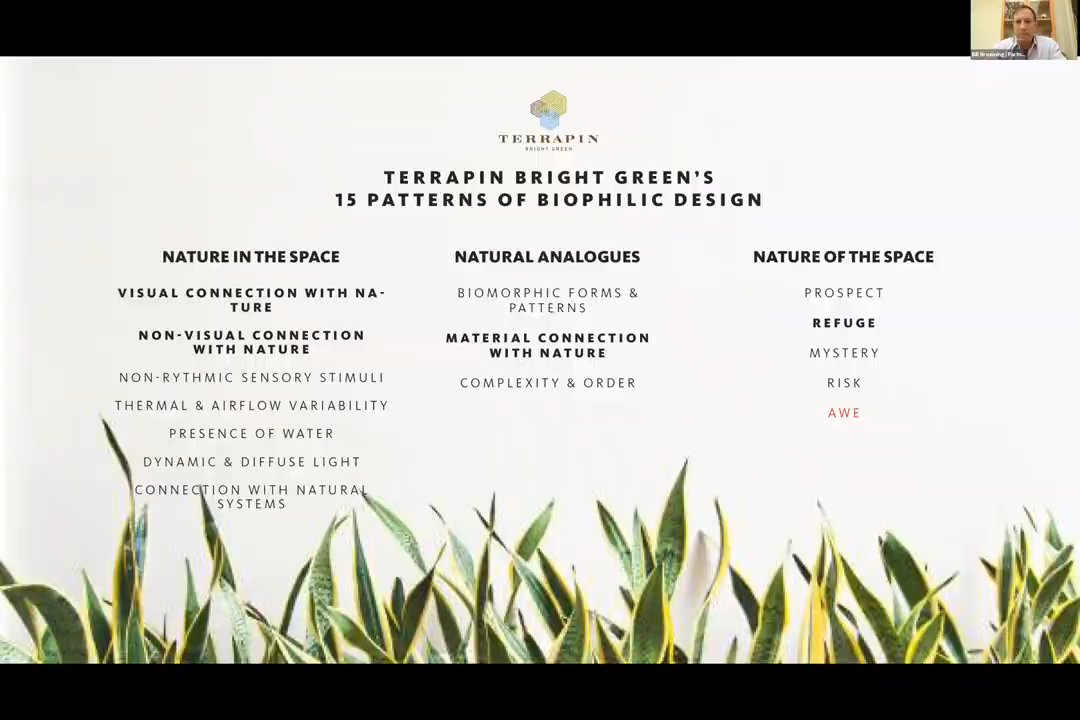 Bill Browning | Partn...
TERRAPIN
BRIGHT GREEN
TERRAPIN BRIGHT GREEN'S
15 PATTERNS OF BIOPHILIC DESIGN
NATURE IN THE SPACE
VISUAL CONNECTION WITH NA-
TURE
NON-VISUAL CONNECTION
WITH NATURE
NON-RYTHMIC SENSORY STIMULI
THERMAL & AIRFLOW VARIABILITY
PRESENCE OF WATER
DYNAMIC & DIFFUSE LIGHT
CONNECTION WITH NATURAL
SYSTEMS
NATURAL ANALOGUES
BIOMORPHIC FORMS &
PATTERNS
MATERIAL CONNECTION
WITH NATURE
COMPLEXITY & ORDER
NATURE OF THE SPACE
PROSPECT
REFUGE
MYSTERY
RISK
AWE